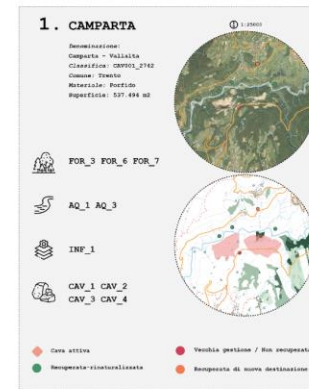 1. CAMPARTA
1:25000
Denominazione:
Camparta - Vallalta
Classifica: CAV001_2742
Comune: Trento
Materiale: Porfido
Superficie: 537.494 m2
FOR_3 FOR_6 FOR_7
AQ_1 AQ_3
INF_1
CAV_1 CAV_2
CAV_3 CAV_4
Cava attiva
Vecchia gestione / Non recuperata
Recuperata-rinaturalizzata
Recuperata di nuova destinazione